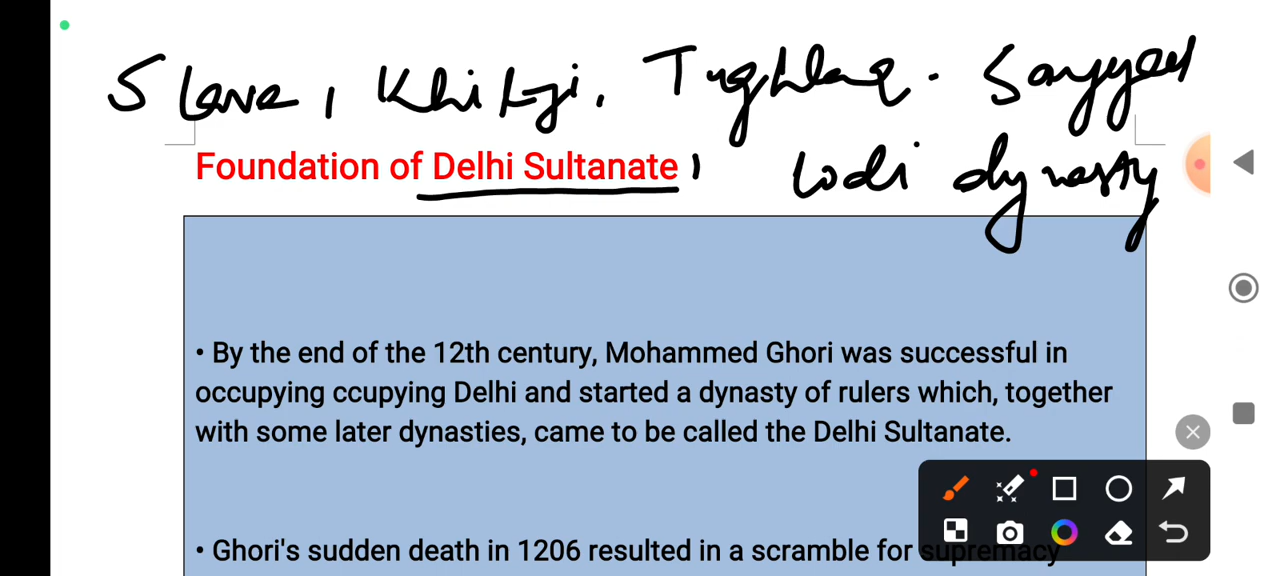 Slave, Khiljji, Tughlaq. Sayyed
Foundation of Delhi Sultanate, Lodi dynasty
• By the end of the 12th century, Mohammed Ghori was successful in
occupying ccupying Delhi and started a dynasty of rulers which, together
with some later dynasties, came to be called the Delhi Sultanate.
• Ghori's sudden death in 1206 resulted in a scramble for supremacy